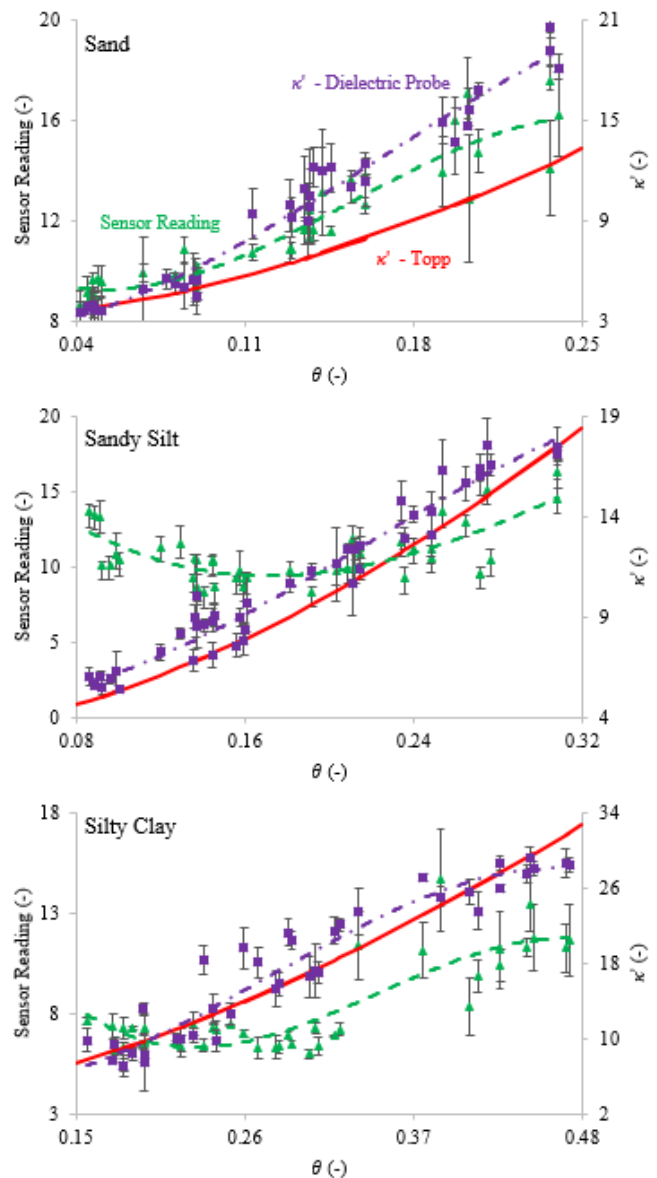 Sand
Sensor Reading (-)
20
16
12
8
κ' - Dielectric Probe
Sensor Reading
κ' - Topp
21
15
9
3
κ' (-)
0.04
0.11
0.18
0.25
θ (-)
Sandy Silt
Sensor Reading (-)
20
15
10
5
0
19
14
9
4
κ' (-)
0.08
0.16
0.24
0.32
θ (-)
Silty Clay
Sensor Reading (-)
18
13
8
3
34
26
18
10
2
κ' (-)
0.15
0.26
0.37
0.48
θ (-)